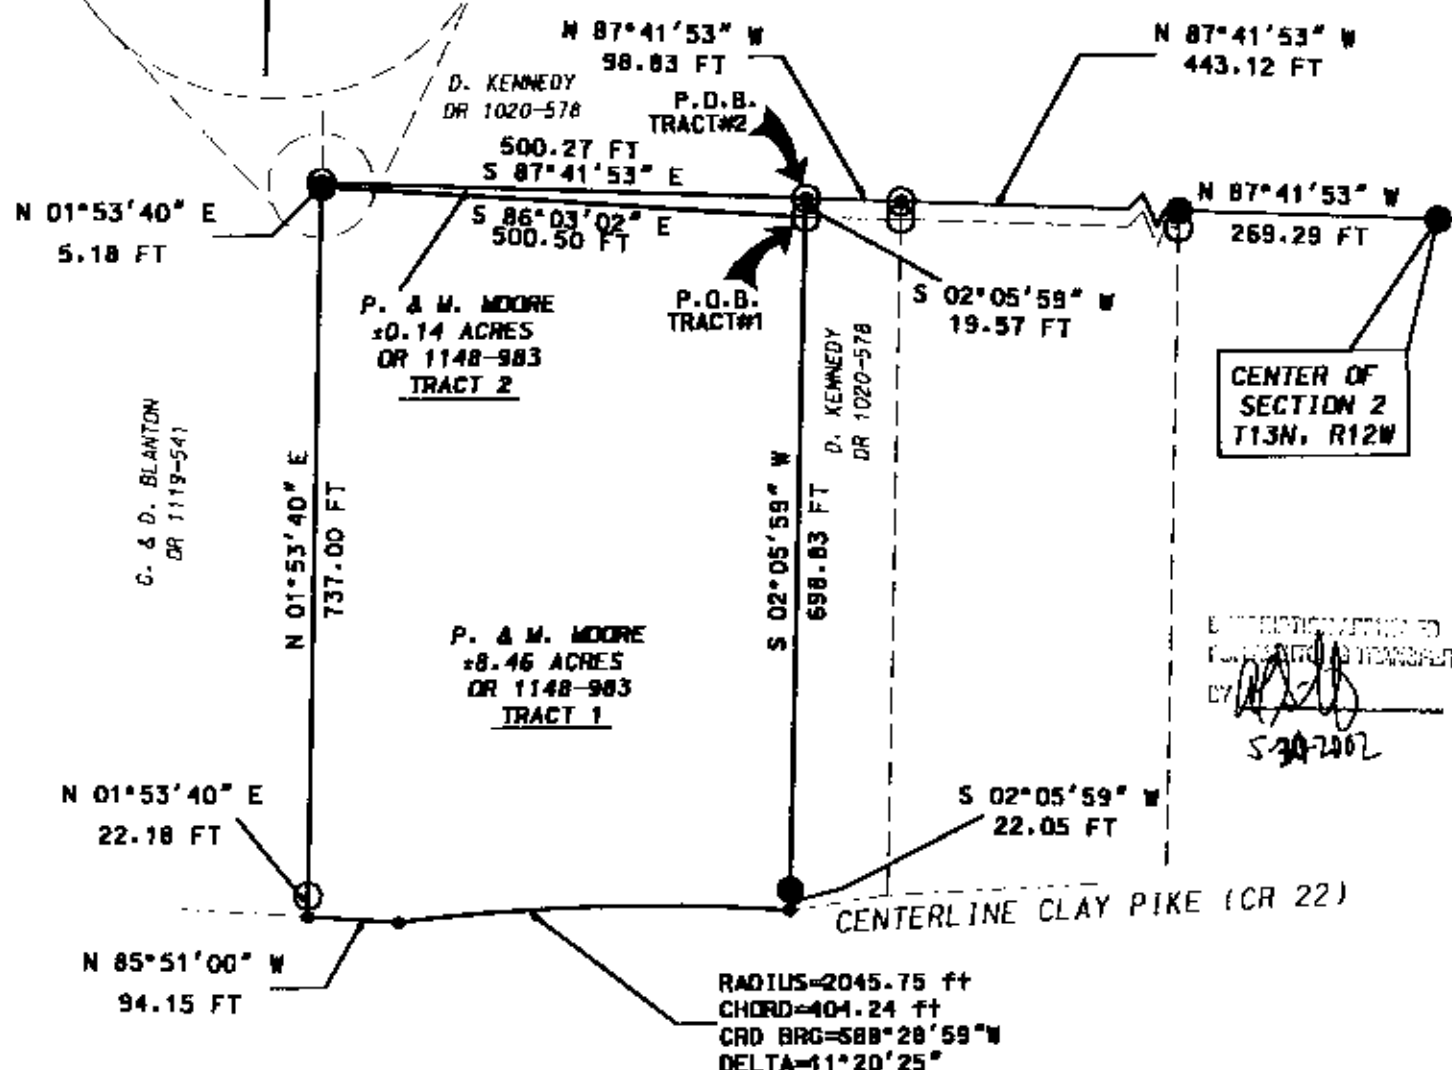 N 87°41'53" W
98.83 FT
N 87°41'53" W
443.12 FT
D. KENNEDY
OR 1020-578
P.O.B.
TRACT#2
500.27 FT
S 87°41'53" E
S 86°03'02" E
500.50 FT
N 01°53'40" E
5.18 FT
N 87°41'53" W
269.29 FT
P.O.B.
TRACT#1
S 02°05'59" W
19.57 FT
P. & M. MOORE
±0.14 ACRES
OR 1148-983
TRACT 2
CENTER OF
SECTION 2
T13N, R12W
D. KENNEDY
OR 1020-578
& D. BLANTON
OR 1119-541
N 01°53'40" E
737.00 FT
S 02°05'59" W
698.83 FT
P. & M. MOORE
±8.46 ACRES
OR 1148-983
TRACT 1
BY
N 01°53'40" E
22.18 FT
S 02°05'59" W
22.05 FT
CENTERLINE CLAY PIKE (CR 22)
N 85°51'00" W
94.15 FT
RADIUS=2045.75 ft
CHORD=404.24 ft
CRD BRG=S88°28'59"W
DELTA=11°20'25"